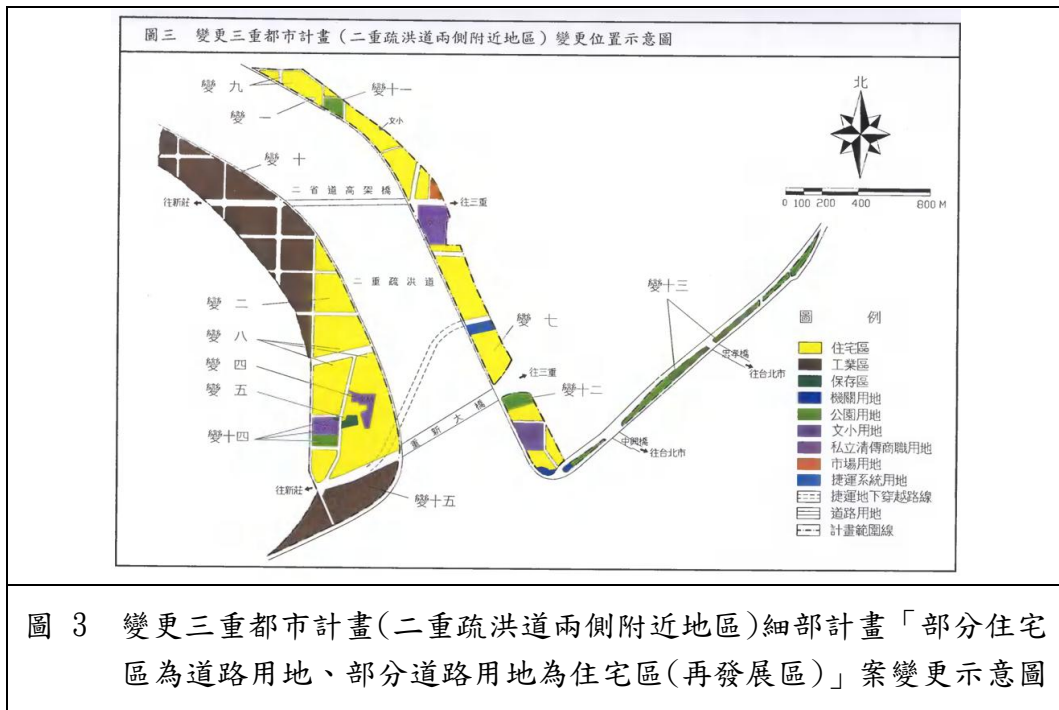 圖三 變更三重都市計畫（二重疏洪道兩側附近地區）變更位置示意圖
變九
變一
變十一
文小
北
變十
二省道高架橋
往新莊
往三重
0 100 200 400 800 M
二重疏洪道
變十三
變二
變七
變八
變四
變五
變十四
往三重
變十二
重新大橋
忠孝橋
往台北市
中興橋
往台北市
往新莊
變十五
圖例
住宅區
工業區
保存區
機關用地
公園用地
文小用地
私立清傳商職用地
市場用地
捷運系統用地
捷運地下穿越路線
道路用地
計畫範圍線
圖 3 變更三重都市計畫(二重疏洪道兩側附近地區)細部計畫「部分住宅
區為道路用地、部分道路用地為住宅區(再發展區)」案變更示意圖